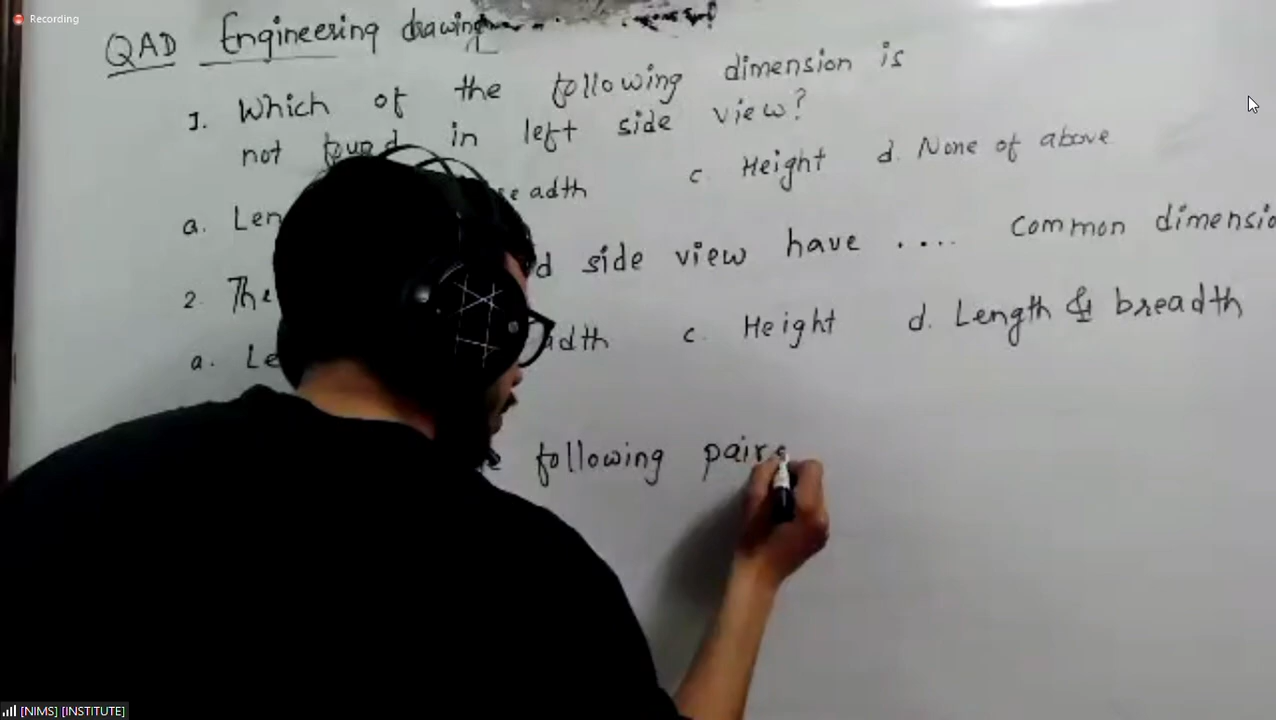 Recording
QAD Engineering drawing
1. Which of the following dimension is
not found in left side view?
a. Len eadth c. Height d. None of above
2. The d side view have .... common dimensio
a. Le adth c. Height d. Length & breadth
following pairs
[NIMS] [INSTITUTE]